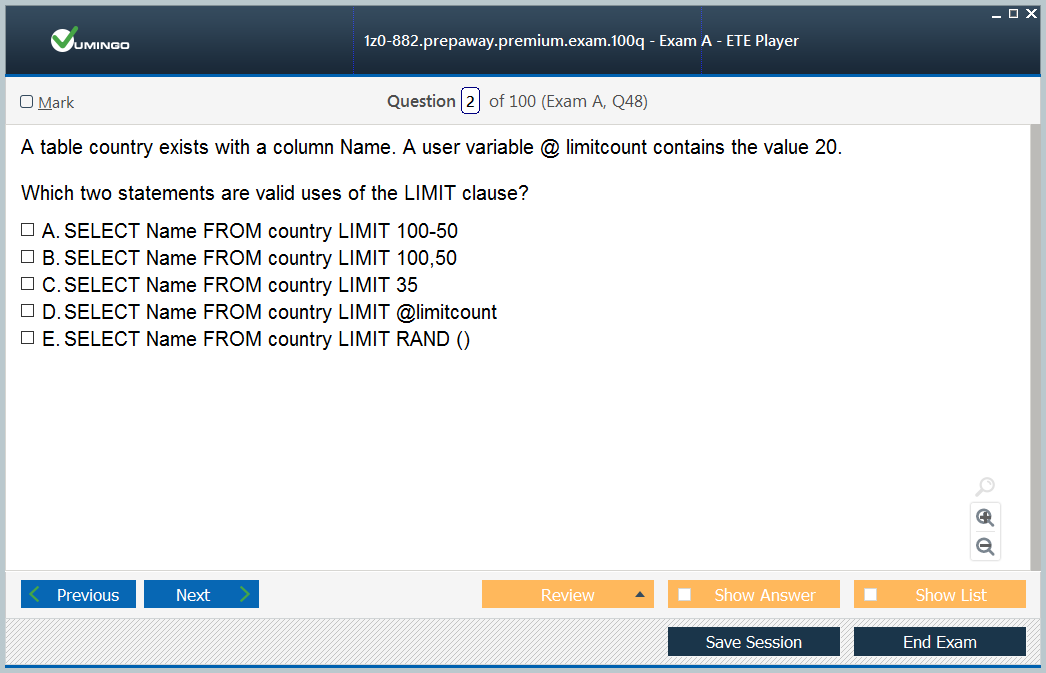 VUMINGO
1z0-882.prepaway.premium.exam.100q - Exam A - ETE Player
Mark
Question 2 of 100 (Exam A, Q48)
A table country exists with a column Name. A user variable @ limitcount contains the value 20.
Which two statements are valid uses of the LIMIT clause?
A. SELECT Name FROM country LIMIT 100-50
B. SELECT Name FROM country LIMIT 100,50
C. SELECT Name FROM country LIMIT 35
D. SELECT Name FROM country LIMIT @limitcount
E. SELECT Name FROM country LIMIT RAND ()
Previous
Next
Review
Show Answer
Show List
Save Session
End Exam